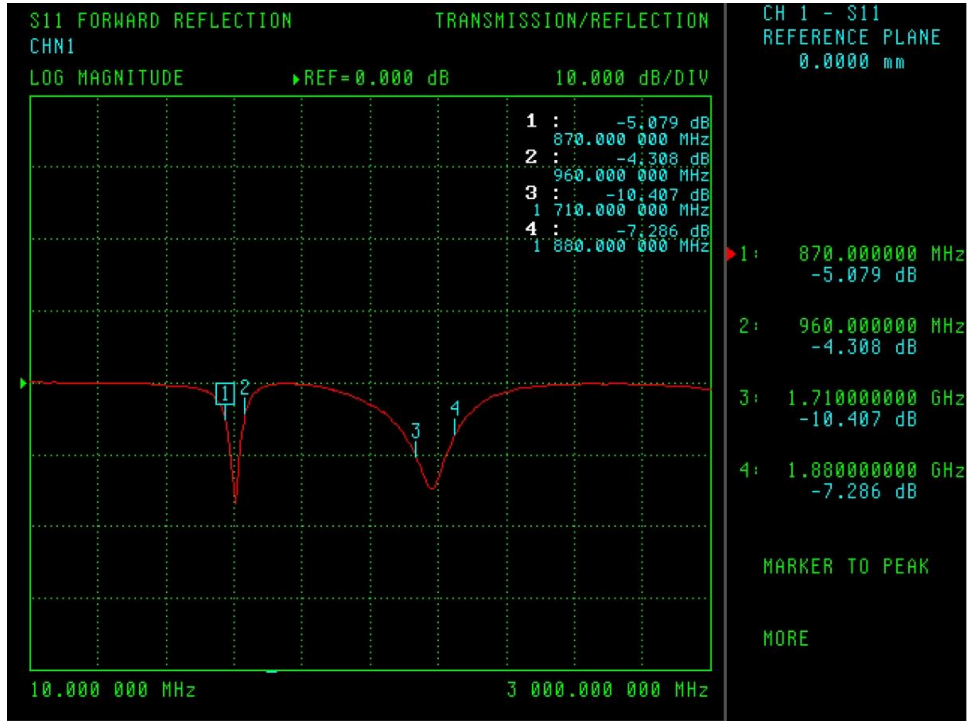 S11 FORWARD REFLECTION TRANSMISSION/REFLECTION
CHN1
LOG MAGNITUDE ▶REF=0.000 dB 10.000 dB/DIV
1 : -5.079 dB
870.000 000 MHz
2 : -4.308 dB
960.000 000 MHz
3 : -10.407 dB
1 710.000 000 MHz
4 : -7.286 dB
1 880.000 000 MHz
1 2
3
4
10.000 000 MHz 3 000.000 000 MHz
CH 1 - S11
REFERENCE PLANE
0.0000 mm
1: 870.000000 MHz
-5.079 dB
2: 960.000000 MHz
-4.308 dB
3: 1.710000000 GHz
-10.407 dB
4: 1.880000000 GHz
-7.286 dB
MARKER TO PEAK
MORE